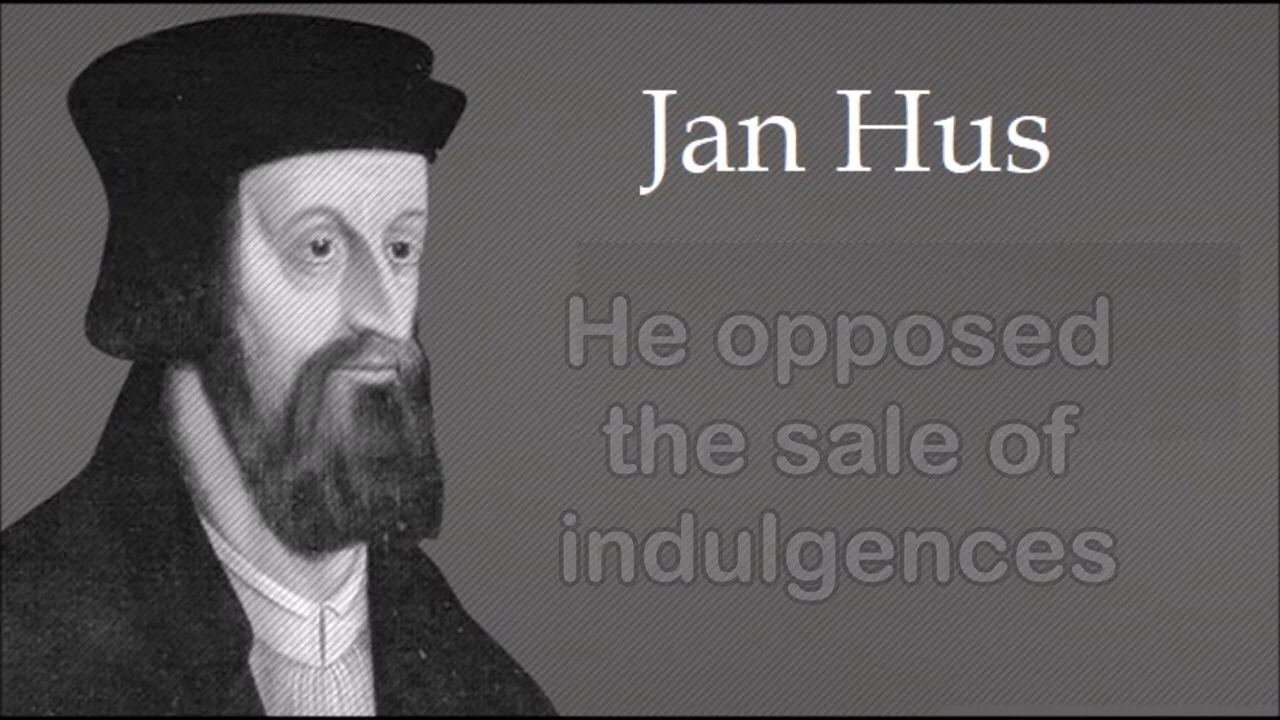 Jan Hus
He opposed
the sale of
indulgences